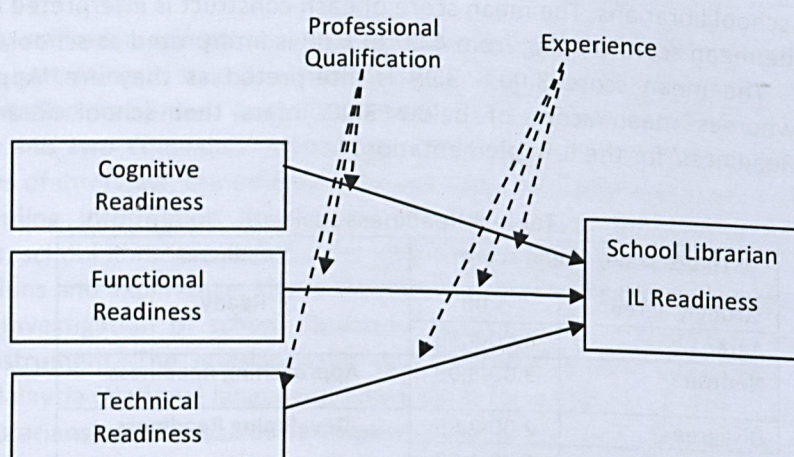 Professional
Qualification
Experience
Cognitive
Readiness
Functional
Readiness
Technical
Readiness
School Librarian
IL Readiness